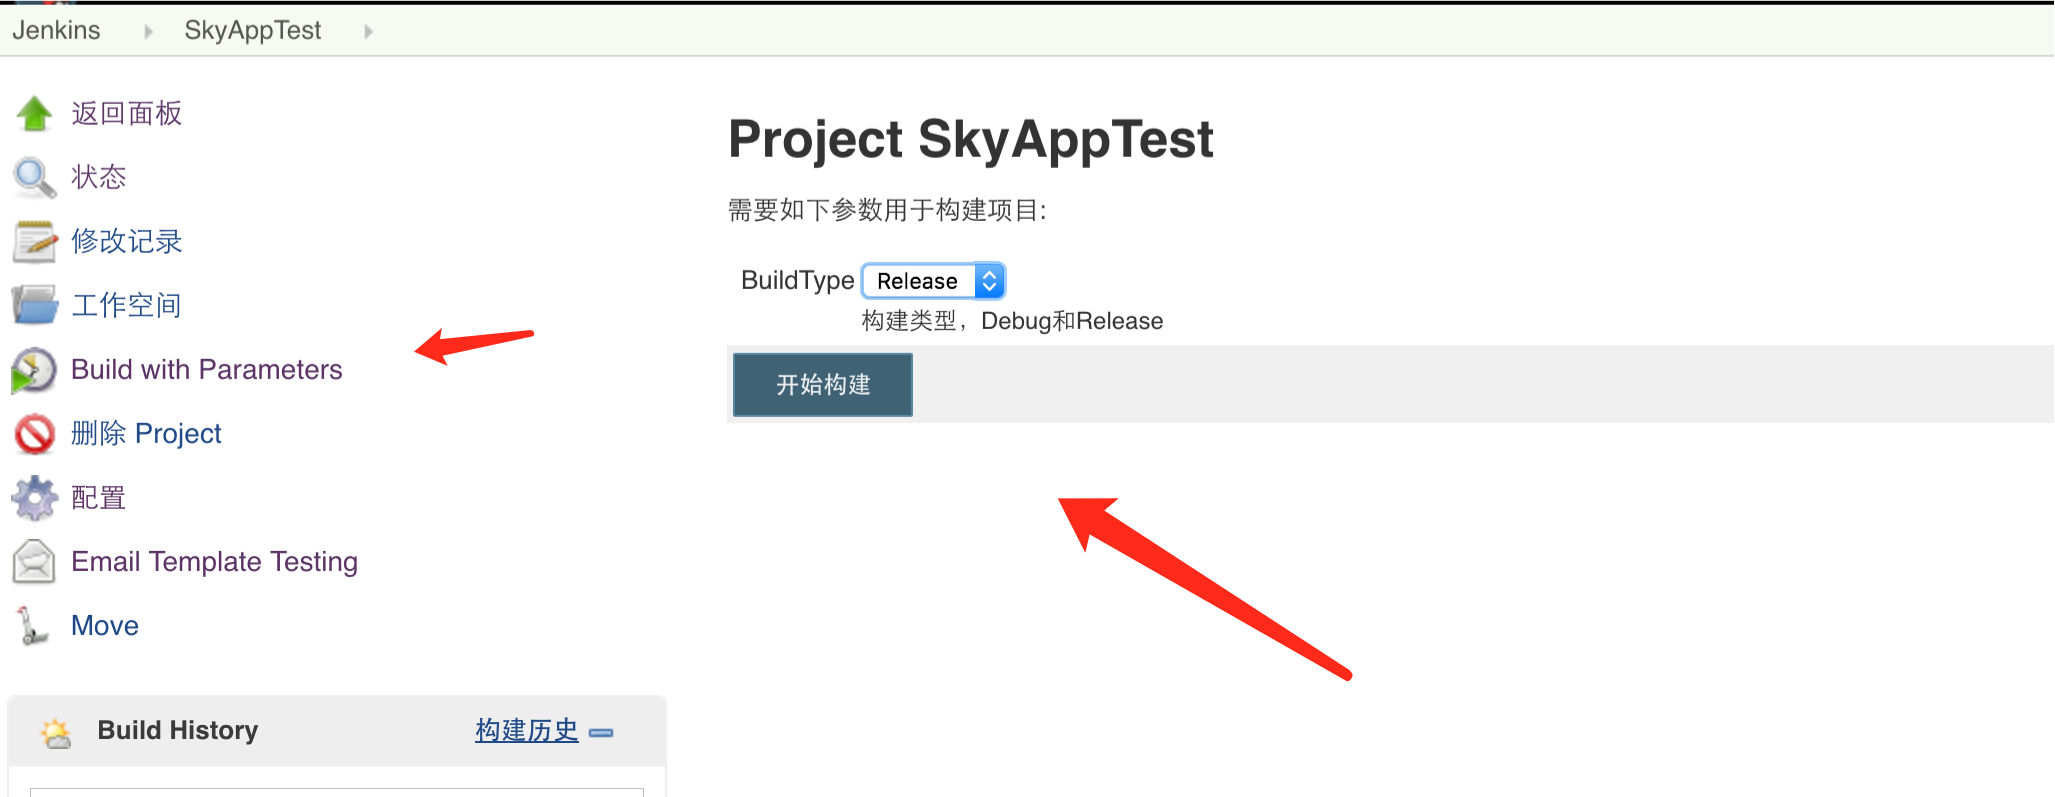 Jenkins SkyAppTest
返回面板
状态
修改记录
工作空间
Build with Parameters
删除 Project
配置
Email Template Testing
Move
Build History 构建历史
Project SkyAppTest
需要如下参数用于构建项目:
BuildType Release
构建类型，Debug和Release
开始构建